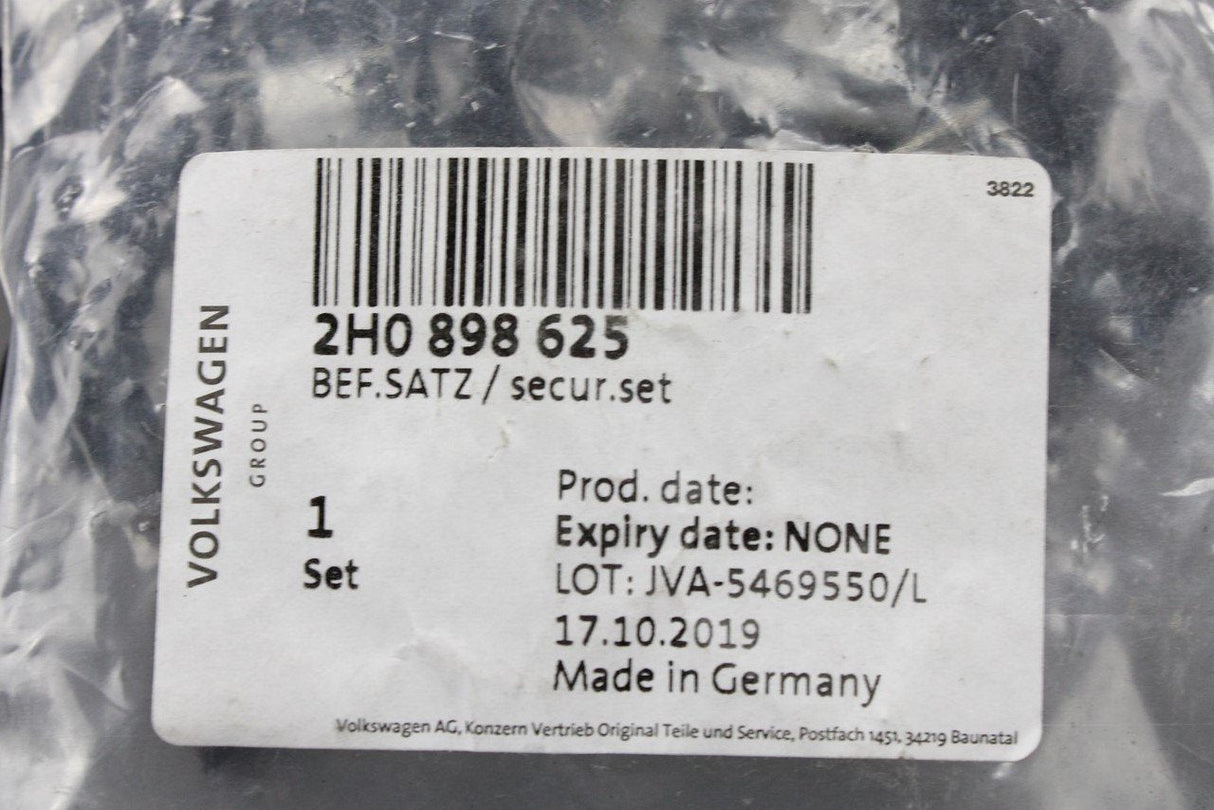 3822
2H0 898 625
BEF.SATZ / secur.set
VOLKSWAGEN
GROUP
1
Set
Prod. date:
Expiry date: NONE
LOT: JVA-5469550/L
17.10.2019
Made in Germany
Volkswagen AG, Konzern Vertrieb Original Teile und Service, Postfach 1451, 34219 Baunatal